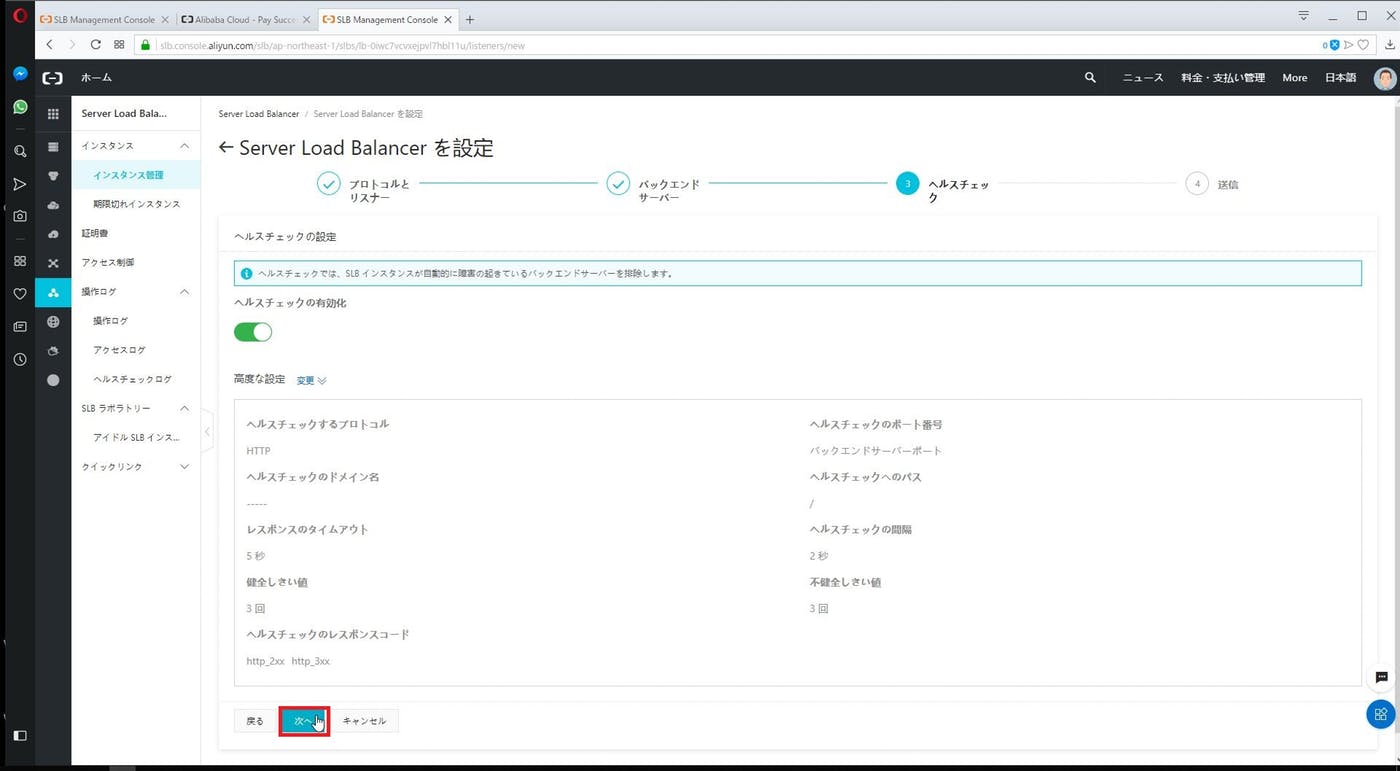 SLB Management Console
Alibaba Cloud - Pay Succe
SLB Management Console
slb.console.aliyun.com/slb/ap-northeast-1/slbs/lb-0iwc7vcvxejpvl7hbl11u/listeners/new
0
ホーム
ニュース 料金・支払い管理 More 日本語
Server Load Bala...
インスタンス
インスタンス管理
期限切れインスタンス
証明書
アクセス制御
操作ログ
操作ログ
アクセスログ
ヘルスチェックログ
SLB ラボラトリー
アイドル SLB インス...
クイックリンク
Server Load Balancer / Server Load Balancer を設定
Server Load Balancer を設定
プロトコルと
リスナー
バックエンド
サーバー
3 ヘルスチェッ
ク
4 送信
ヘルスチェックの設定
ヘルスチェックでは、SLB インスタンスが自動的に障害の起きているバックエンドサーバーを排除します。
ヘルスチェックの有効化
高度な設定 変更
ヘルスチェックするプロトコル
HTTP
ヘルスチェックのポート番号
バックエンドサーバーポート
ヘルスチェックのドメイン名
-----
ヘルスチェックへのパス
/
レスポンスのタイムアウト
5 秒
ヘルスチェックの間隔
2 秒
健全しきい値
3 回
不健全しきい値
3 回
ヘルスチェックのレスポンスコード
http_2xx http_3xx
戻る 次へ キャンセル